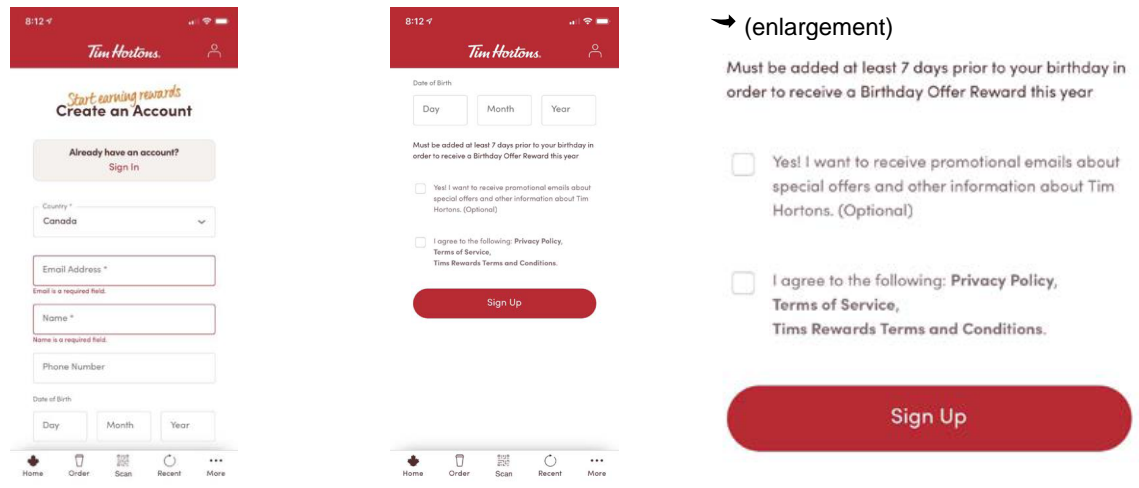 8:12
Tim Hortons.
Start earning rewards
Create an Account
Already have an account?
Sign In
Country *
Canada
Email Address *
Email is a required field.
Name *
Name is a required field.
Phone Number
Date of Birth
Day Month Year
Home Order Scan Recent More
8:12
Tim Hortons.
Date of Birth
Day Month Year
Must be added at least 7 days prior to your birthday in
order to receive a Birthday Offer Reward this year
Yes! I want to receive promotional emails about
special offers and other information about Tim
Hortons. (Optional)
I agree to the following: Privacy Policy,
Terms of Service,
Tims Rewards Terms and Conditions.
Sign Up
Home Order Scan Recent More
(enlargement)
Must be added at least 7 days prior to your birthday in
order to receive a Birthday Offer Reward this year
Yes! I want to receive promotional emails about
special offers and other information about Tim
Hortons. (Optional)
I agree to the following: Privacy Policy,
Terms of Service,
Tims Rewards Terms and Conditions.
Sign Up